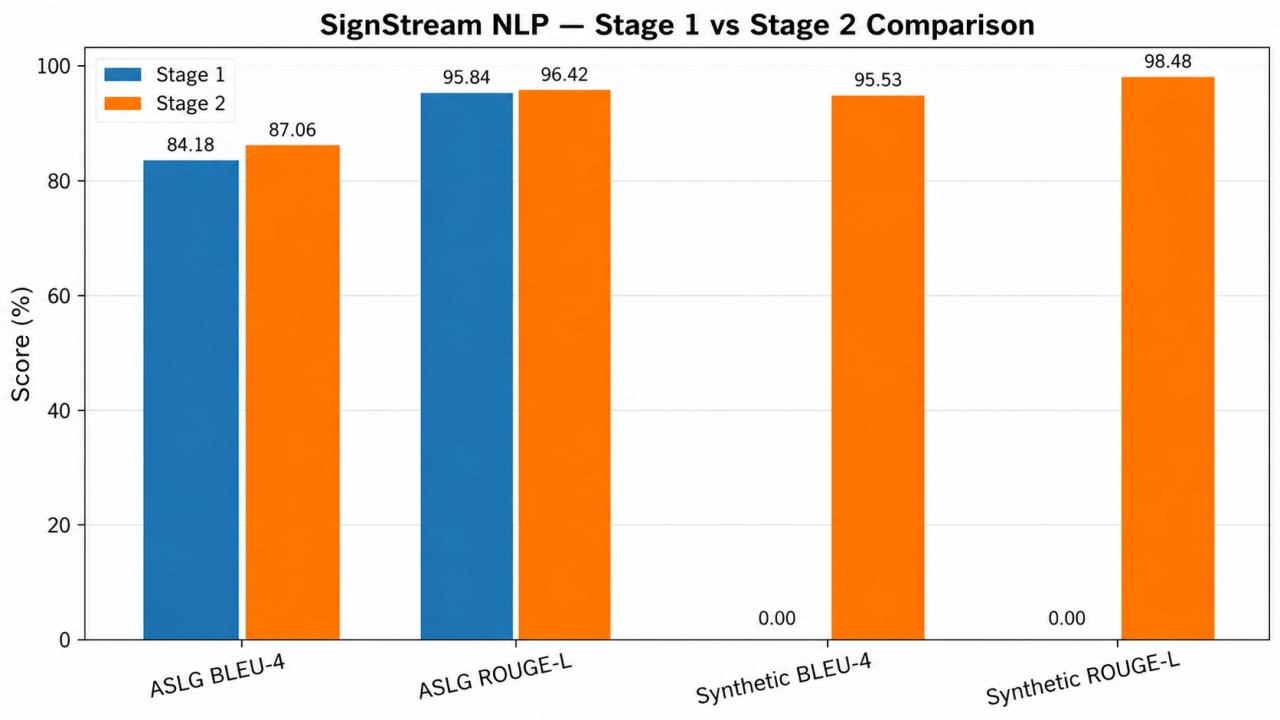 SignStream NLP — Stage 1 vs Stage 2 Comparison
Stage 1
Stage 2
Score (%)
100
80
60
40
20
0
84.18
87.06
95.84
96.42
0.00
95.53
0.00
98.48
ASLG BLEU-4
ASLG ROUGE-L
Synthetic BLEU-4
Synthetic ROUGE-L